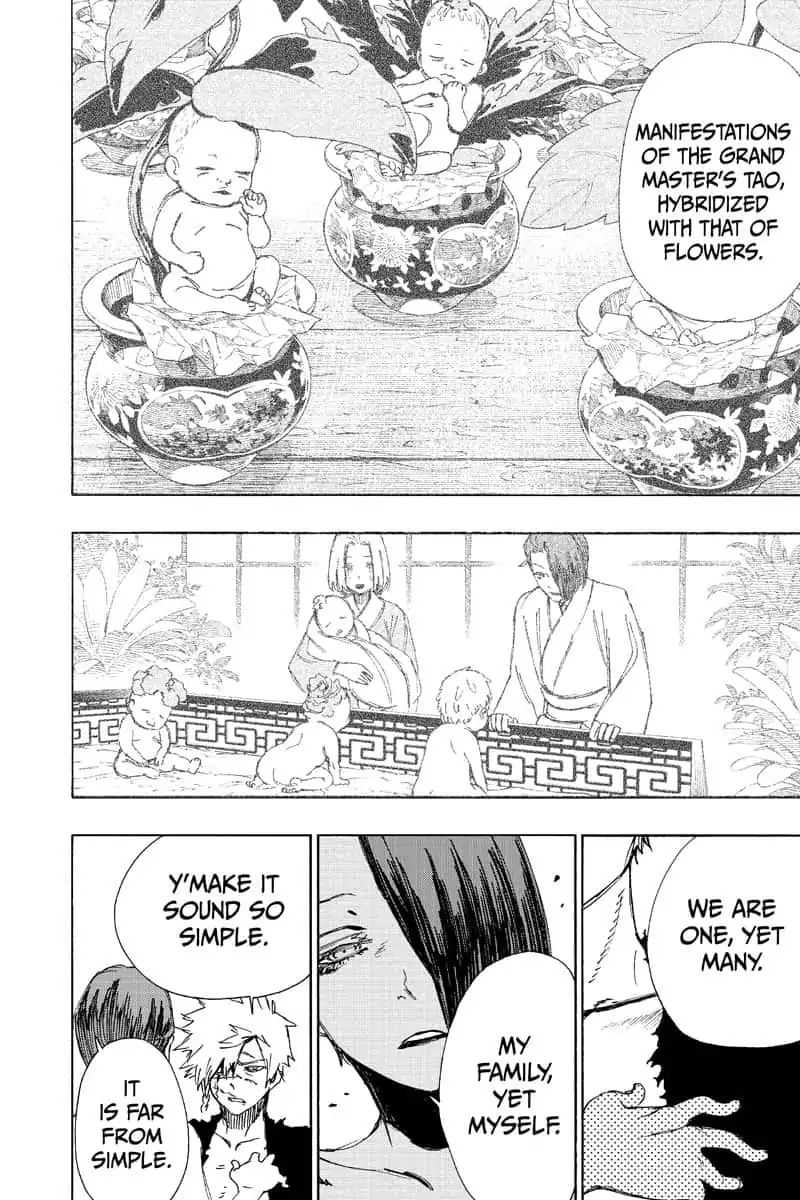 MANIFESTATIONS
OF THE GRAND
MASTER'S TAO,
HYBRIDIZED
WITH THAT OF
FLOWERS.
WE ARE
ONE, YET
MANY.
MY
FAMILY,
YET
MYSELF.
Y'MAKE IT
SOUND SO
SIMPLE.
IT
IS FAR
FROM
SIMPLE.